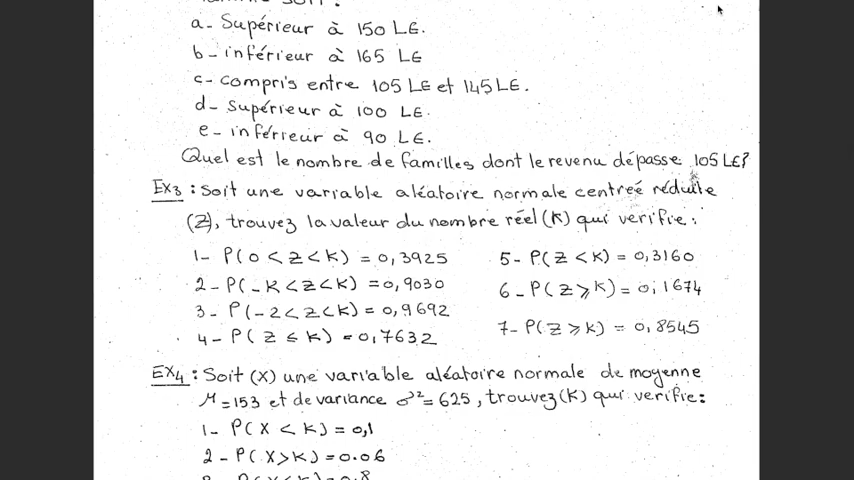 a- Supérieur à 150 LE.
b- inférieur à 165 LE
c- compris entre 105 LE et 145 LE.
d- supérieur à 100 LE.
e- inférieur à 90 LE.
Quel est le nombre de familles dont le revenu dépasse 105 LE?
Ex3 : Soit une variable aléatoire normale centreé réduite
(Z), trouvez la valeur du nombre réel (K) qui verifie:
1- P(0 < Z < K) = 0,3925
2- P(-K < Z < K) = 0,9030
3- P(-2 < Z < K) = 0,9692
4- P(Z ≤ K) = 0,7632
5- P(Z < K) = 0,3160
6- P(Z ⩾ K) = 0,1674
7- P(Z ⩾ K) = 0,8545
Ex4 : Soit (X) une variable aléatoire normale de moyenne
μ = 153 et de variance σ² = 625, trouvez (K) qui verifie:
1- P(X < K) = 0,1
2- P(X > K) = 0.06